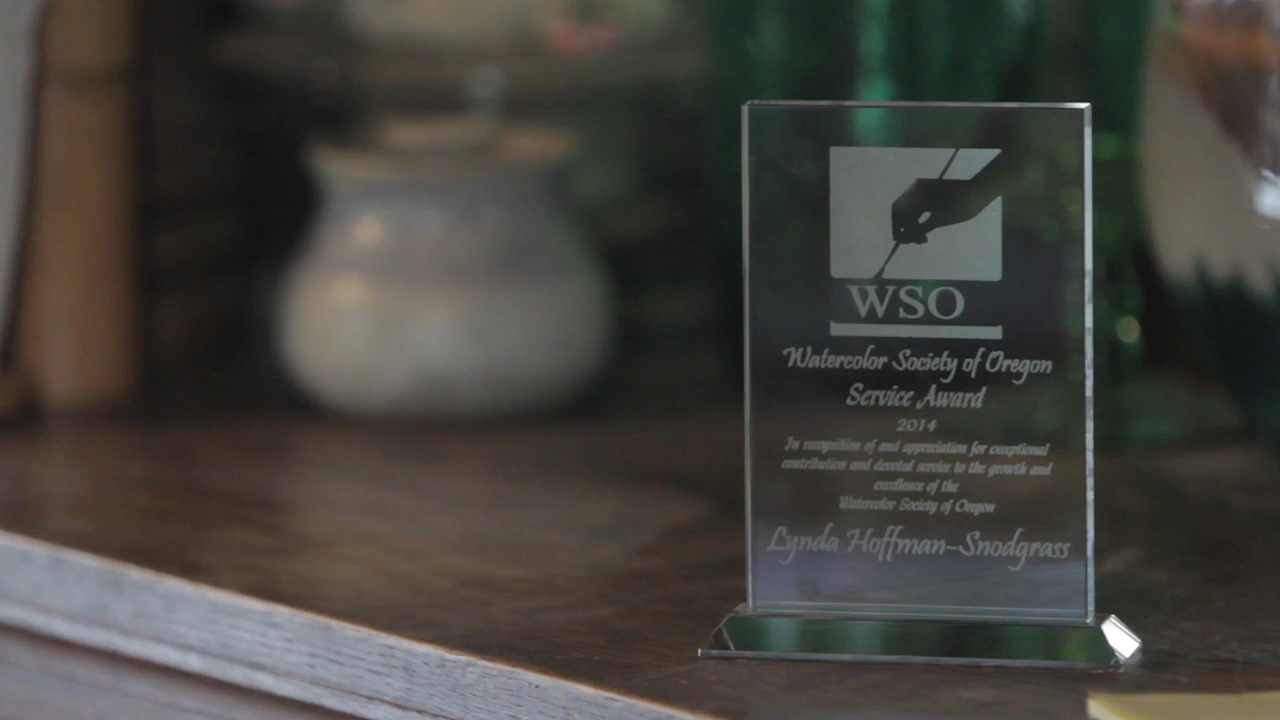 WSO
Watercolor Society of Oregon
Service Award
2014
In recognition of and appreciation for exceptional
contribution and devoted service to the growth and
excellence of the
Watercolor Society of Oregon
Lynda Hoffman-Snodgrass